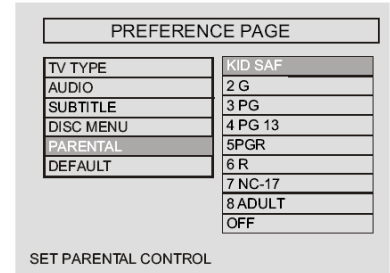 PREFERENCE PAGE
TV TYPE
AUDIO
SUBTITLE
DISC MENU
PARENTAL
DEFAULT
KID SAF
2 G
3 PG
4 PG 13
5PGR
6 R
7 NC-17
8 ADULT
OFF
SET PARENTAL CONTROL